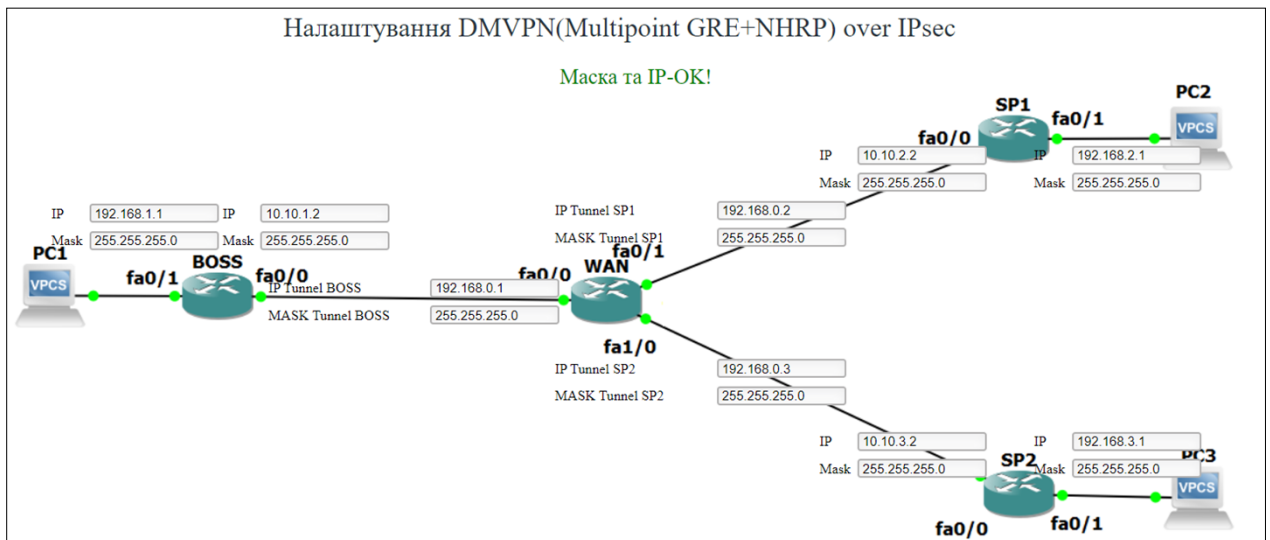 Налаштування DMVPN(Multipoint GRE+NHRP) over IPsec
Маска та IP-OK!
PC2
SP1
fa0/1
fa0/0
VPCS
IP 10.10.2.2 IP 192.168.2.1
Mask 255.255.255.0 Mask 255.255.255.0
IP 192.168.1.1 IP 10.10.1.2
IP Tunnel SP1 192.168.0.2
Mask 255.255.255.0 Mask 255.255.255.0
MASK Tunnel SP1 255.255.255.0
PC1
fa0/1
BOSS
fa0/0
VPCS
IP Tunnel BOSS 192.168.0.1
MASK Tunnel BOSS 255.255.255.0
fa0/0
WAN
fa0/1
fa1/0
IP Tunnel SP2 192.168.0.3
MASK Tunnel SP2 255.255.255.0
IP 10.10.3.2 IP 192.168.3.1
Mask 255.255.255.0 Mask 255.255.255.0
SP2
PC3
VPCS
fa0/0
fa0/1